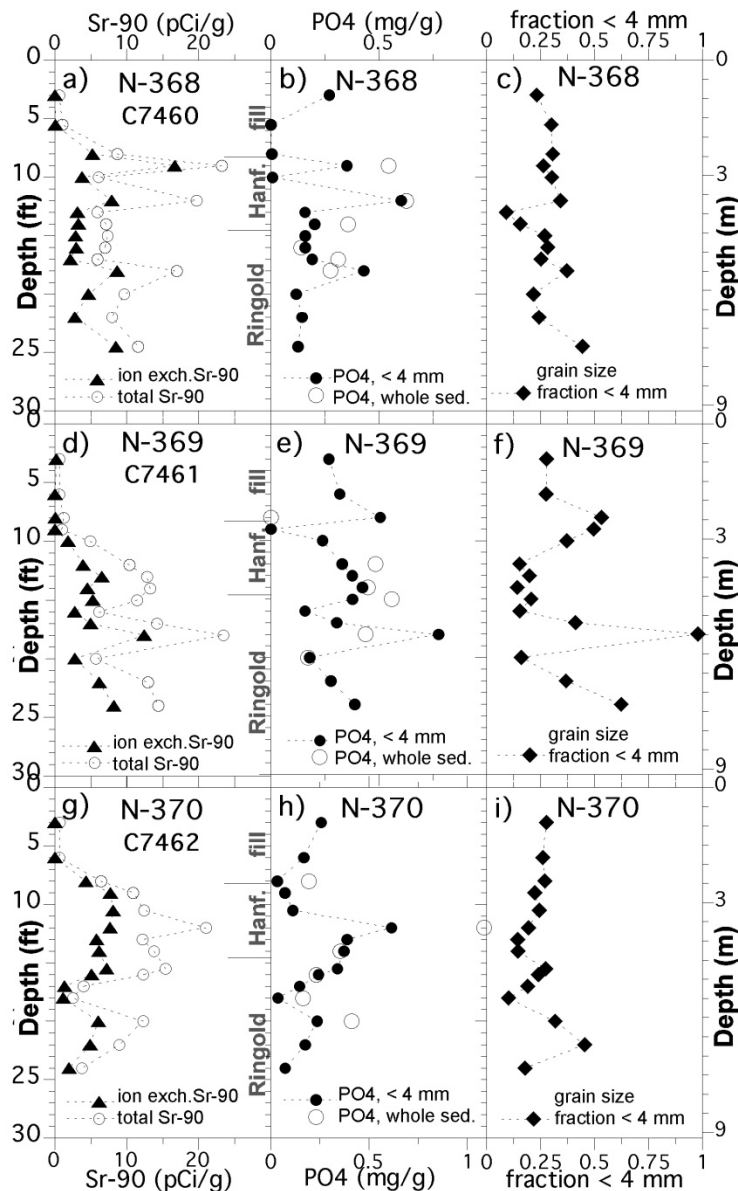 Sr-90 (pCi/g) PO4 (mg/g) fraction < 4 mm
0 10 20 0 0.5 0 0.25 0.5 0.75 1
0 a) N-368 b) N-368 c) N-368 0
C7460
5 fill
10 Hanf. 3
15 Ringold 6
20
25
Depth (ft) Depth (m)
ion exch.Sr-90 PO4, < 4 mm grain size
total Sr-90 PO4, whole sed. fraction < 4 mm
30 9
0 d) N-369 e) N-369 f) N-369 0
C7461
5 fill
10 Hanf. 3
Ringold
25
Depth (ft) Depth (m)
ion exch.Sr-90 PO4, < 4 mm grain size
total Sr-90 PO4, whole sed. fraction < 4 mm
30 9
0 g) N-370 h) N-370 i) N-370 0
C7462
5 fill
10 Hanf. 3
Ringold
25
Depth (ft) Depth (m)
ion exch.Sr-90 PO4, < 4 mm grain size
total Sr-90 PO4, whole sed. fraction < 4 mm
30 9
0 10 20 0 0.5 1 0 0.25 0.5 0.75 1
Sr-90 (pCi/g) PO4 (mg/g) fraction < 4 mm